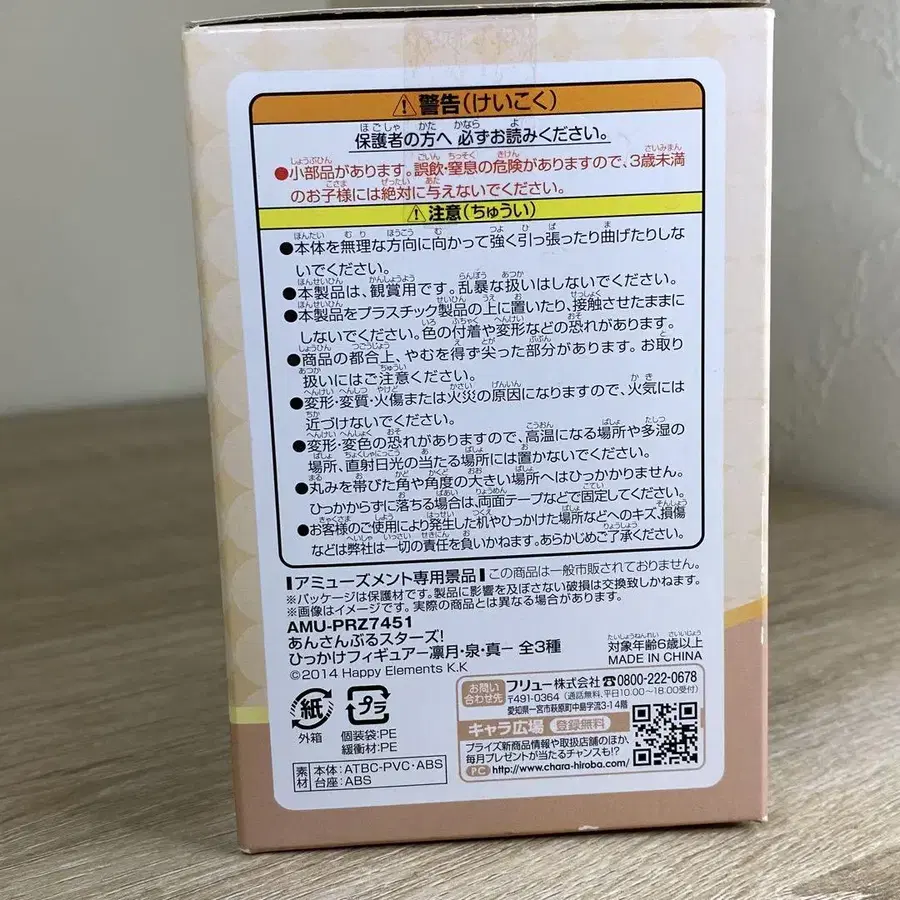 ⚠警告(けいこく)
保護者の方へ 必ずお読みください。
●小部品があります。誤飲・窒息の危険がありますので、3歳未満
のお子様には絶対に与えないでください。
⚠注意(ちゅうい)
●本体を無理な方向に向かって強く引っ張ったり曲げたりしな
いでください。
●本製品は、観賞用です。乱暴な扱いはしないでください。
●本製品をプラスチック製品の上に置いたり、接触させたままに
しないでください。色の付着や変形などの恐れがあります。
●商品の都合上、やむを得ず尖った部分があります。お取り
扱いにはご注意ください。
●変形・変質・火傷または火災の原因になりますので、火気には
近づけないでください。
●変形・変色の恐れがありますので、高温になる場所や多湿の
場所、直射日光の当たる場所には置かないでください。
●丸みを帯びた角や角度の大きい場所へはひっかかりません。
ひっかからずに落ちる場合は、両面テープなどで固定してください。
●お客様のご使用により発生した机やひっかけた場所などへのキズ、損傷
などは弊社は一切の責任を負いかねます。あらかじめご了承ください。
アミューズメント専用景品 この商品は一般市販されておりません。
※パッケージは保護材です。製品に影響を及ぼさない破損は交換致しかねます。
※画像はイメージです。実際の商品とは異なる場合があります。
AMU-PRZ7451
あんさんぶるスターズ!
ひっかけフィギュアー凛月・泉・真ー 全3種
©2014 Happy Elements K.K
対象年齢6歳以上
MADE IN CHINA
紙
外箱
プラ
個装袋:PE
緩衝材:PE
素材
本体:ATBC-PVC・ABS
台座:ABS
お問い合わせ先
フリュー株式会社☎0800-222-0678
〒491-0364 (通話無料、平日10:00〜18:00受付)
愛知県一宮市萩原町中島字流3-14階
キャラ広場 登録無料
プライズ新商品情報や取扱店舗のほか、
毎月プレゼントが当たるチャンスも!?
PC http://www.chara-hiroba.com/